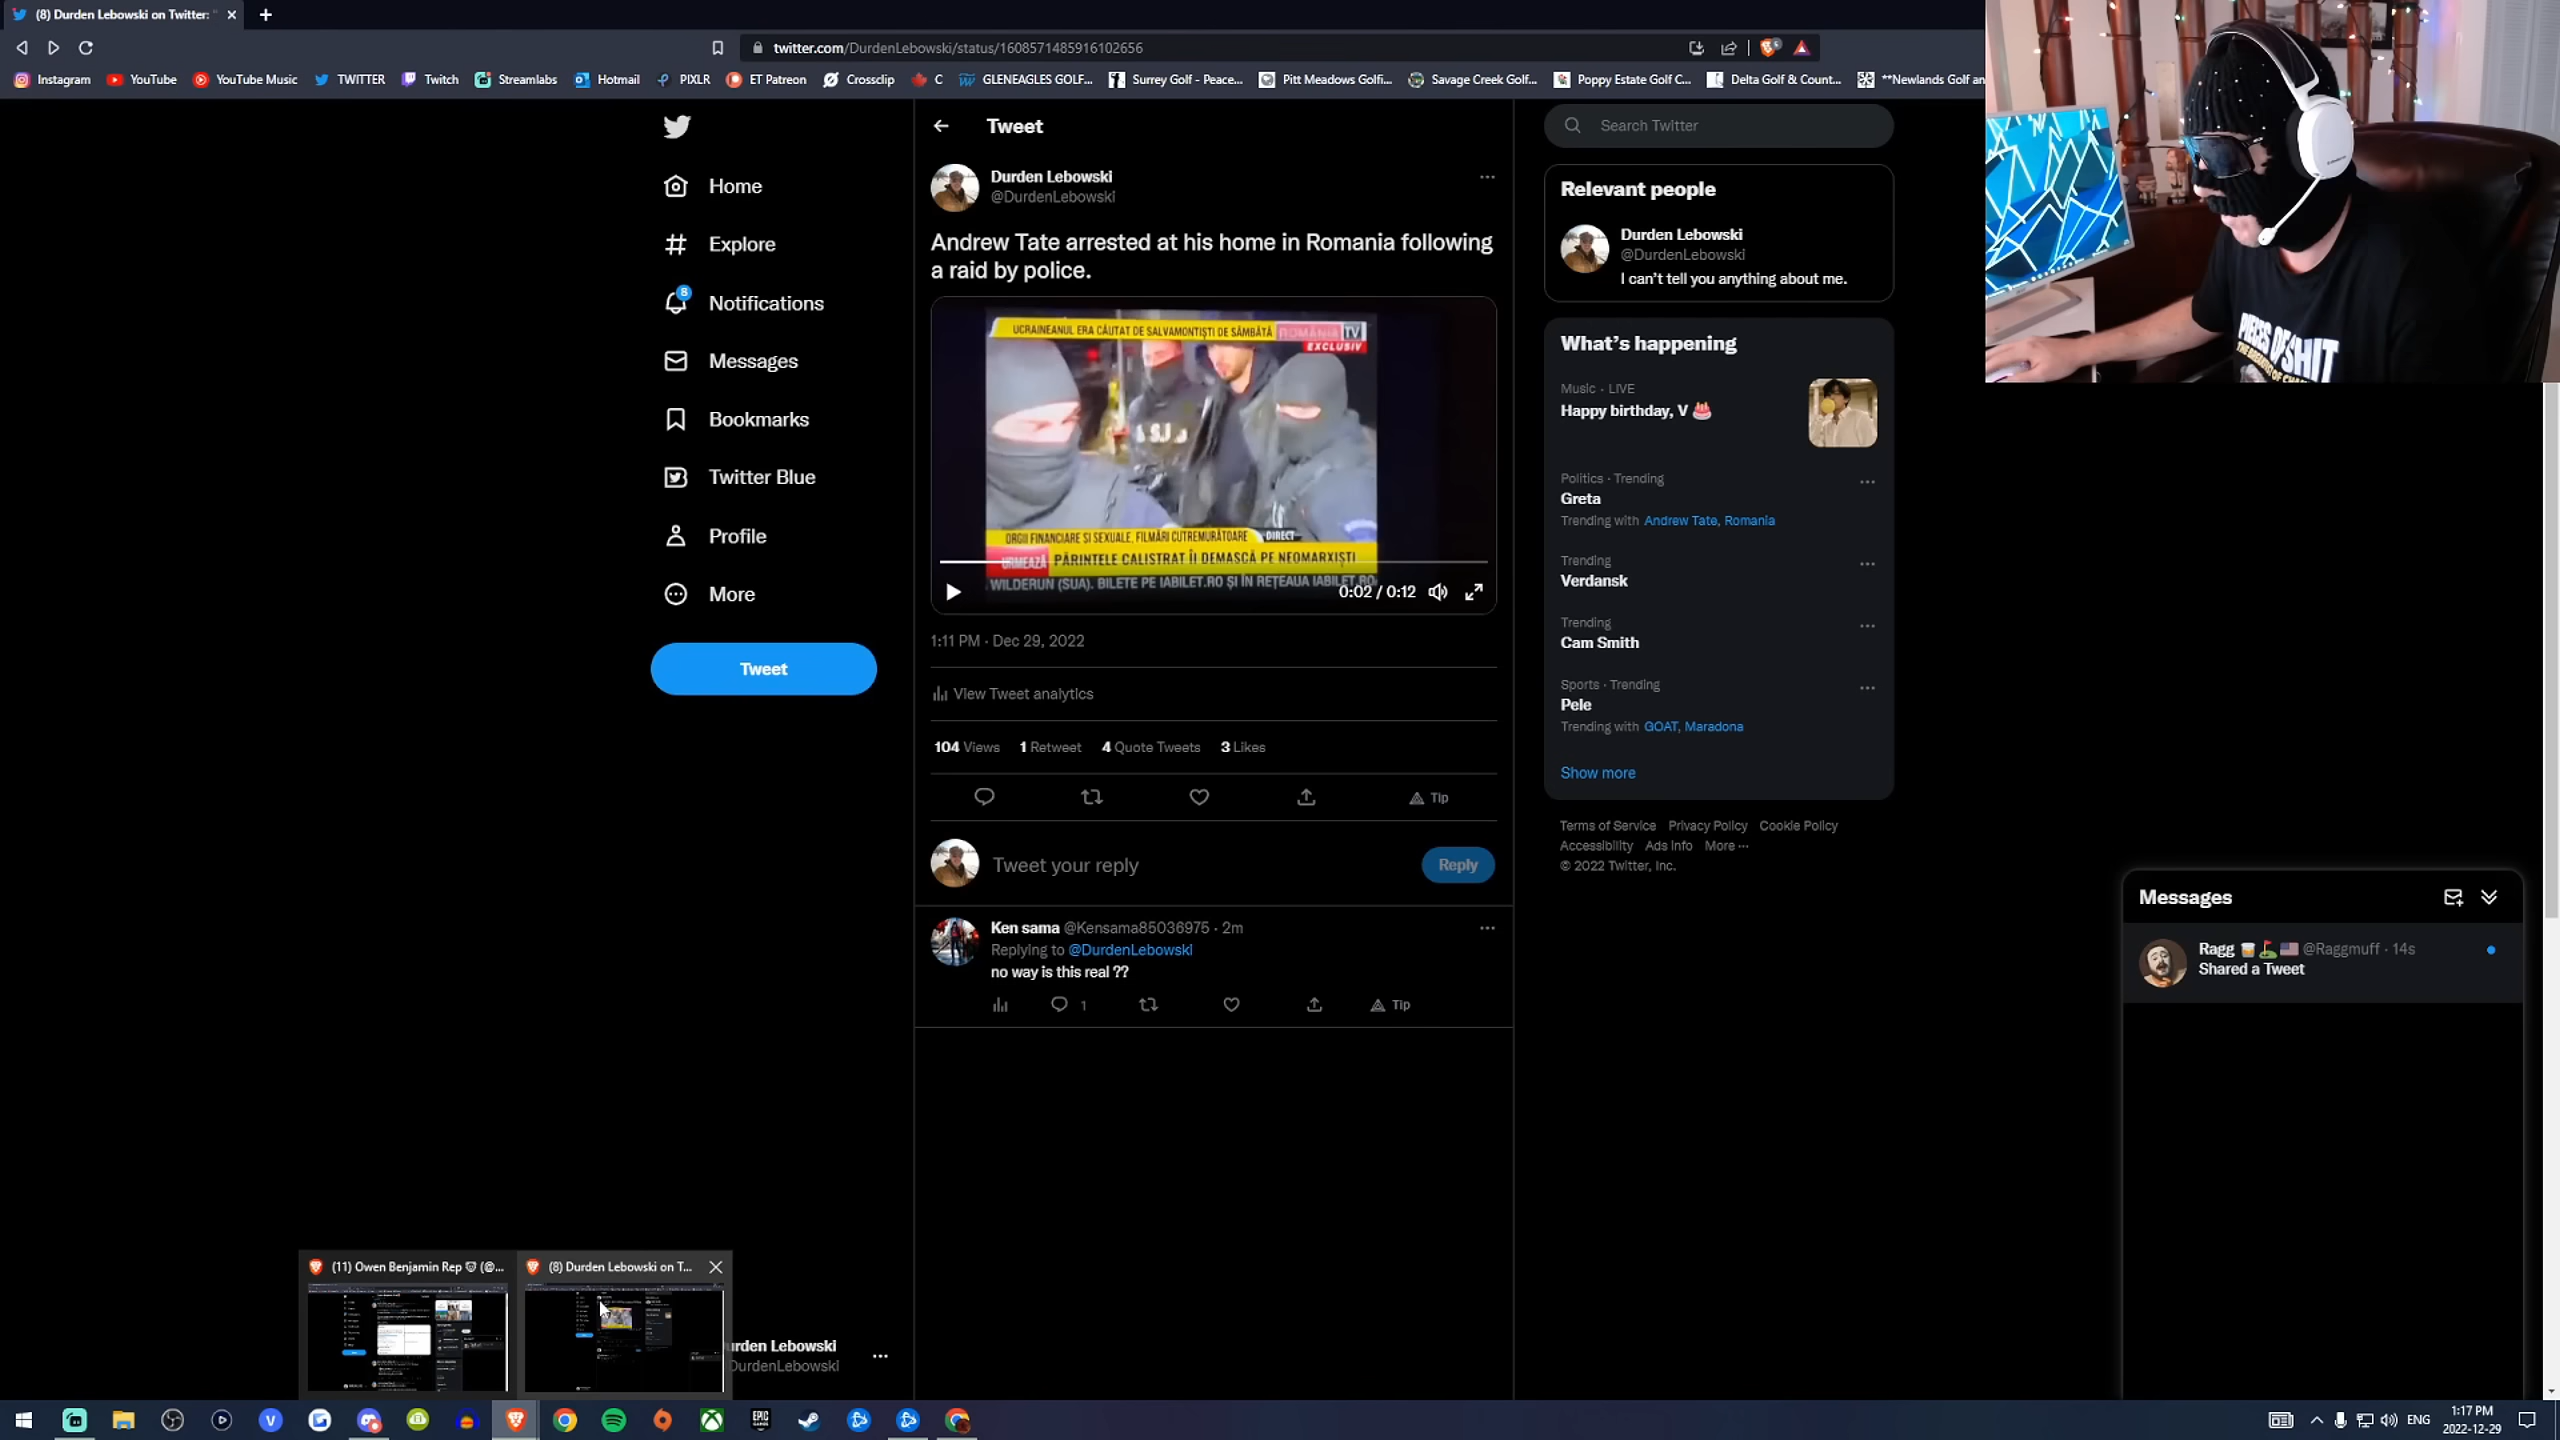 (8) Durden Lebowski on Twitter: "
twitter.com/DurdenLebowski/status/1608571485916102656
Instagram YouTube YouTube Music TWITTER Twitch Streamlabs Hotmail PIXLR ET Patreon Crossclip C GLENEAGLES GOLF... Surrey Golf - Peace... Pitt Meadows Golfi... Savage Creek Golf... Poppy Estate Golf C... Delta Golf & Count... **Newlands Golf an
PIECES OF SHIT
Home
Explore
8
Notifications
Messages
Bookmarks
Twitter Blue
Profile
More
Tweet
Tweet
Durden Lebowski
@DurdenLebowski
Andrew Tate arrested at his home in Romania following
a raid by police.
UCRAINEANUL ERA CĂUTAT DE SALVAMONTIȘTI DE SÂMBĂTĂ ROMÂNIA TV
EXCLUSIV
ORGII FINANCIARE SI SEXUALE, FILMĂRI CUTREMURĂTOARE DIRECT
URMEAZĂ PĂRINTELE CALISTRAT ÎI DEMASCĂ PE NEOMARXIȘTI
WILDERUN (SUA). BILETE PE IABILET.RO ȘI ÎN REȚEAUA IABILET.RO
0:02 / 0:12
1:11 PM · Dec 29, 2022
View Tweet analytics
104 Views 1 Retweet 4 Quote Tweets 3 Likes
Tip
Tweet your reply
Reply
Ken sama @Kensama85036975 · 2m
Replying to @DurdenLebowski
no way is this real ??
1
Tip
Search Twitter
Relevant people
Durden Lebowski
@DurdenLebowski
I can't tell you anything about me.
What's happening
Music · LIVE
Happy birthday, V 🎂
Politics · Trending
Greta
Trending with Andrew Tate, Romania
Trending
Verdansk
Trending
Cam Smith
Sports · Trending
Pele
Trending with GOAT, Maradona
Show more
Terms of Service Privacy Policy Cookie Policy
Accessibility Ads info More ···
© 2022 Twitter, Inc.
Messages
Ragg 🥃⛳🇺🇸 @Raggmuff · 14s
Shared a Tweet
(11) Owen Benjamin Rep 🐻 (@...
(8) Durden Lebowski on T...
urden Lebowski
DurdenLebowski
EPIC GAMES
ENG
1:17 PM
2022-12-29